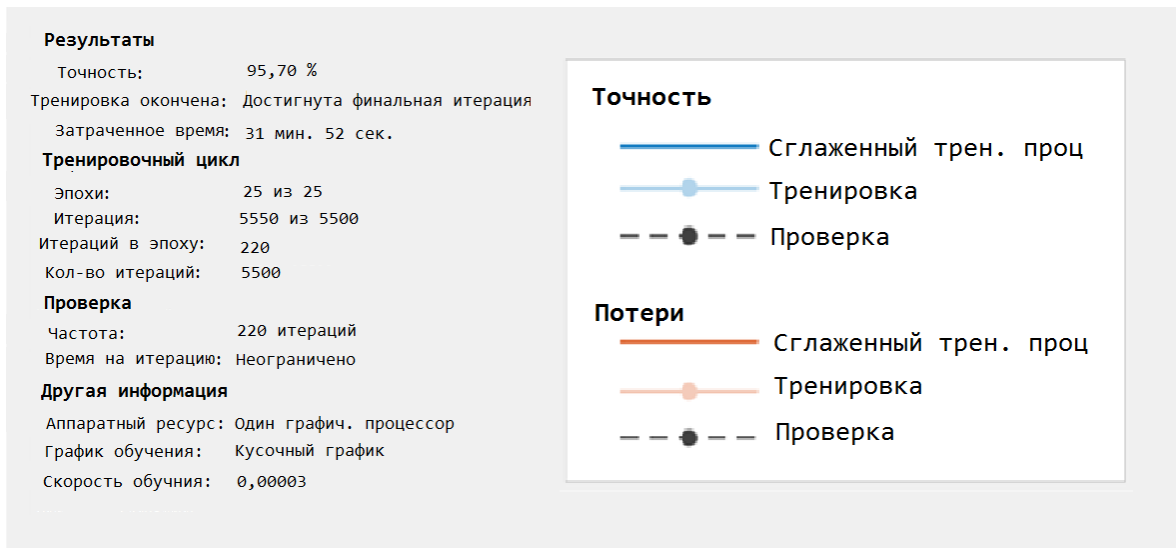 Результаты
Точность: 95,70 %
Тренировка окончена: Достигнута финальная итерация
Затраченное время: 31 мин. 52 сек.
Тренировочный цикл
Эпохи: 25 из 25
Итерация: 5550 из 5500
Итераций в эпоху: 220
Кол-во итераций: 5500
Проверка
Частота: 220 итераций
Время на итерацию: Неограничено
Другая информация
Аппаратный ресурс: Один графич. процессор
График обучения: Кусочный график
Скорость обучния: 0,00003
Точность
Сглаженный трен. проц
Тренировка
Проверка
Потери
Сглаженный трен. проц
Тренировка
Проверка